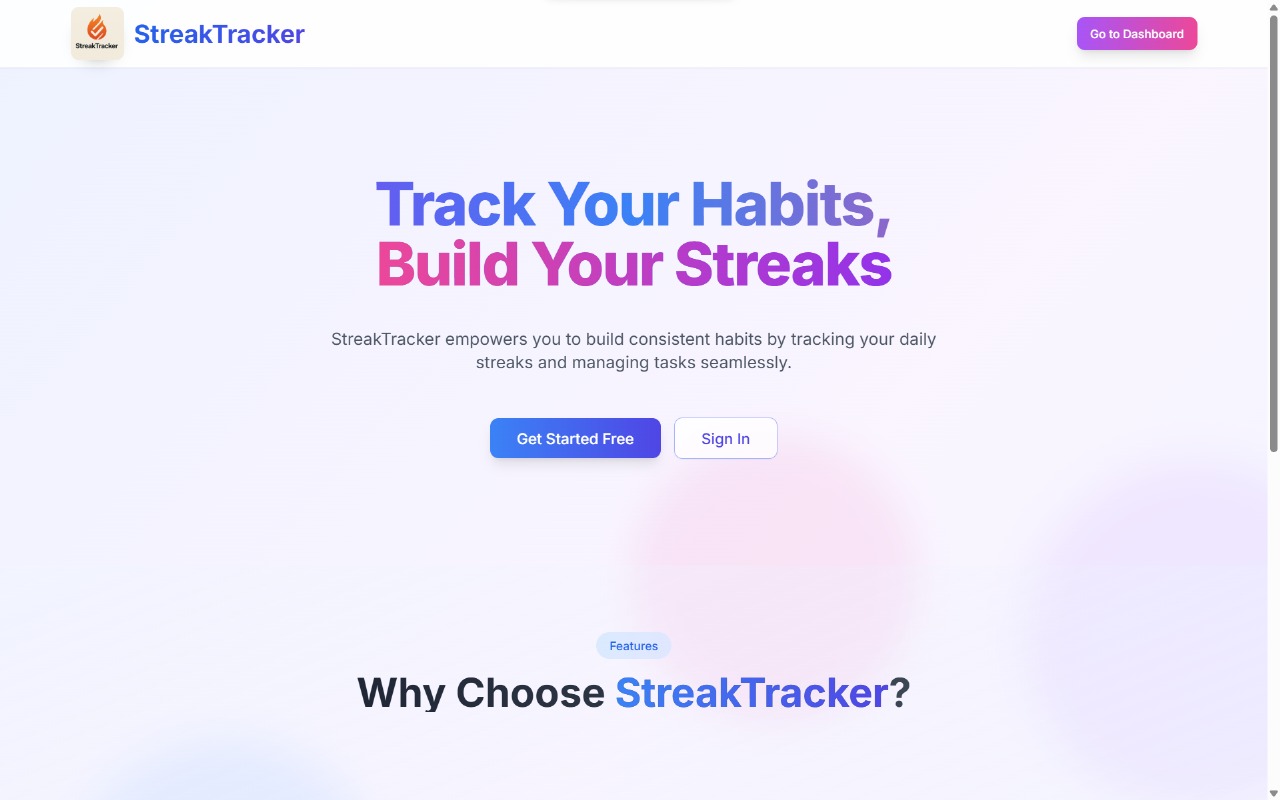 StreakTracker
StreakTracker
Go to Dashboard
Track Your Habits,
Build Your Streaks
StreakTracker empowers you to build consistent habits by tracking your daily
streaks and managing tasks seamlessly.
Get Started Free
Sign In
Features
Why Choose StreakTracker?